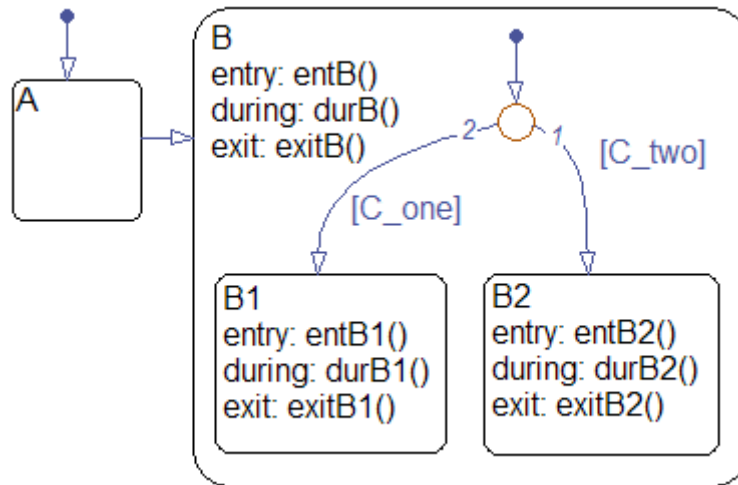 A
B
entry: entB()
during: durB()
exit: exitB()
2
1
[C_two]
[C_one]
B1
entry: entB1()
during: durB1()
exit: exitB1()
B2
entry: entB2()
during: durB2()
exit: exitB2()